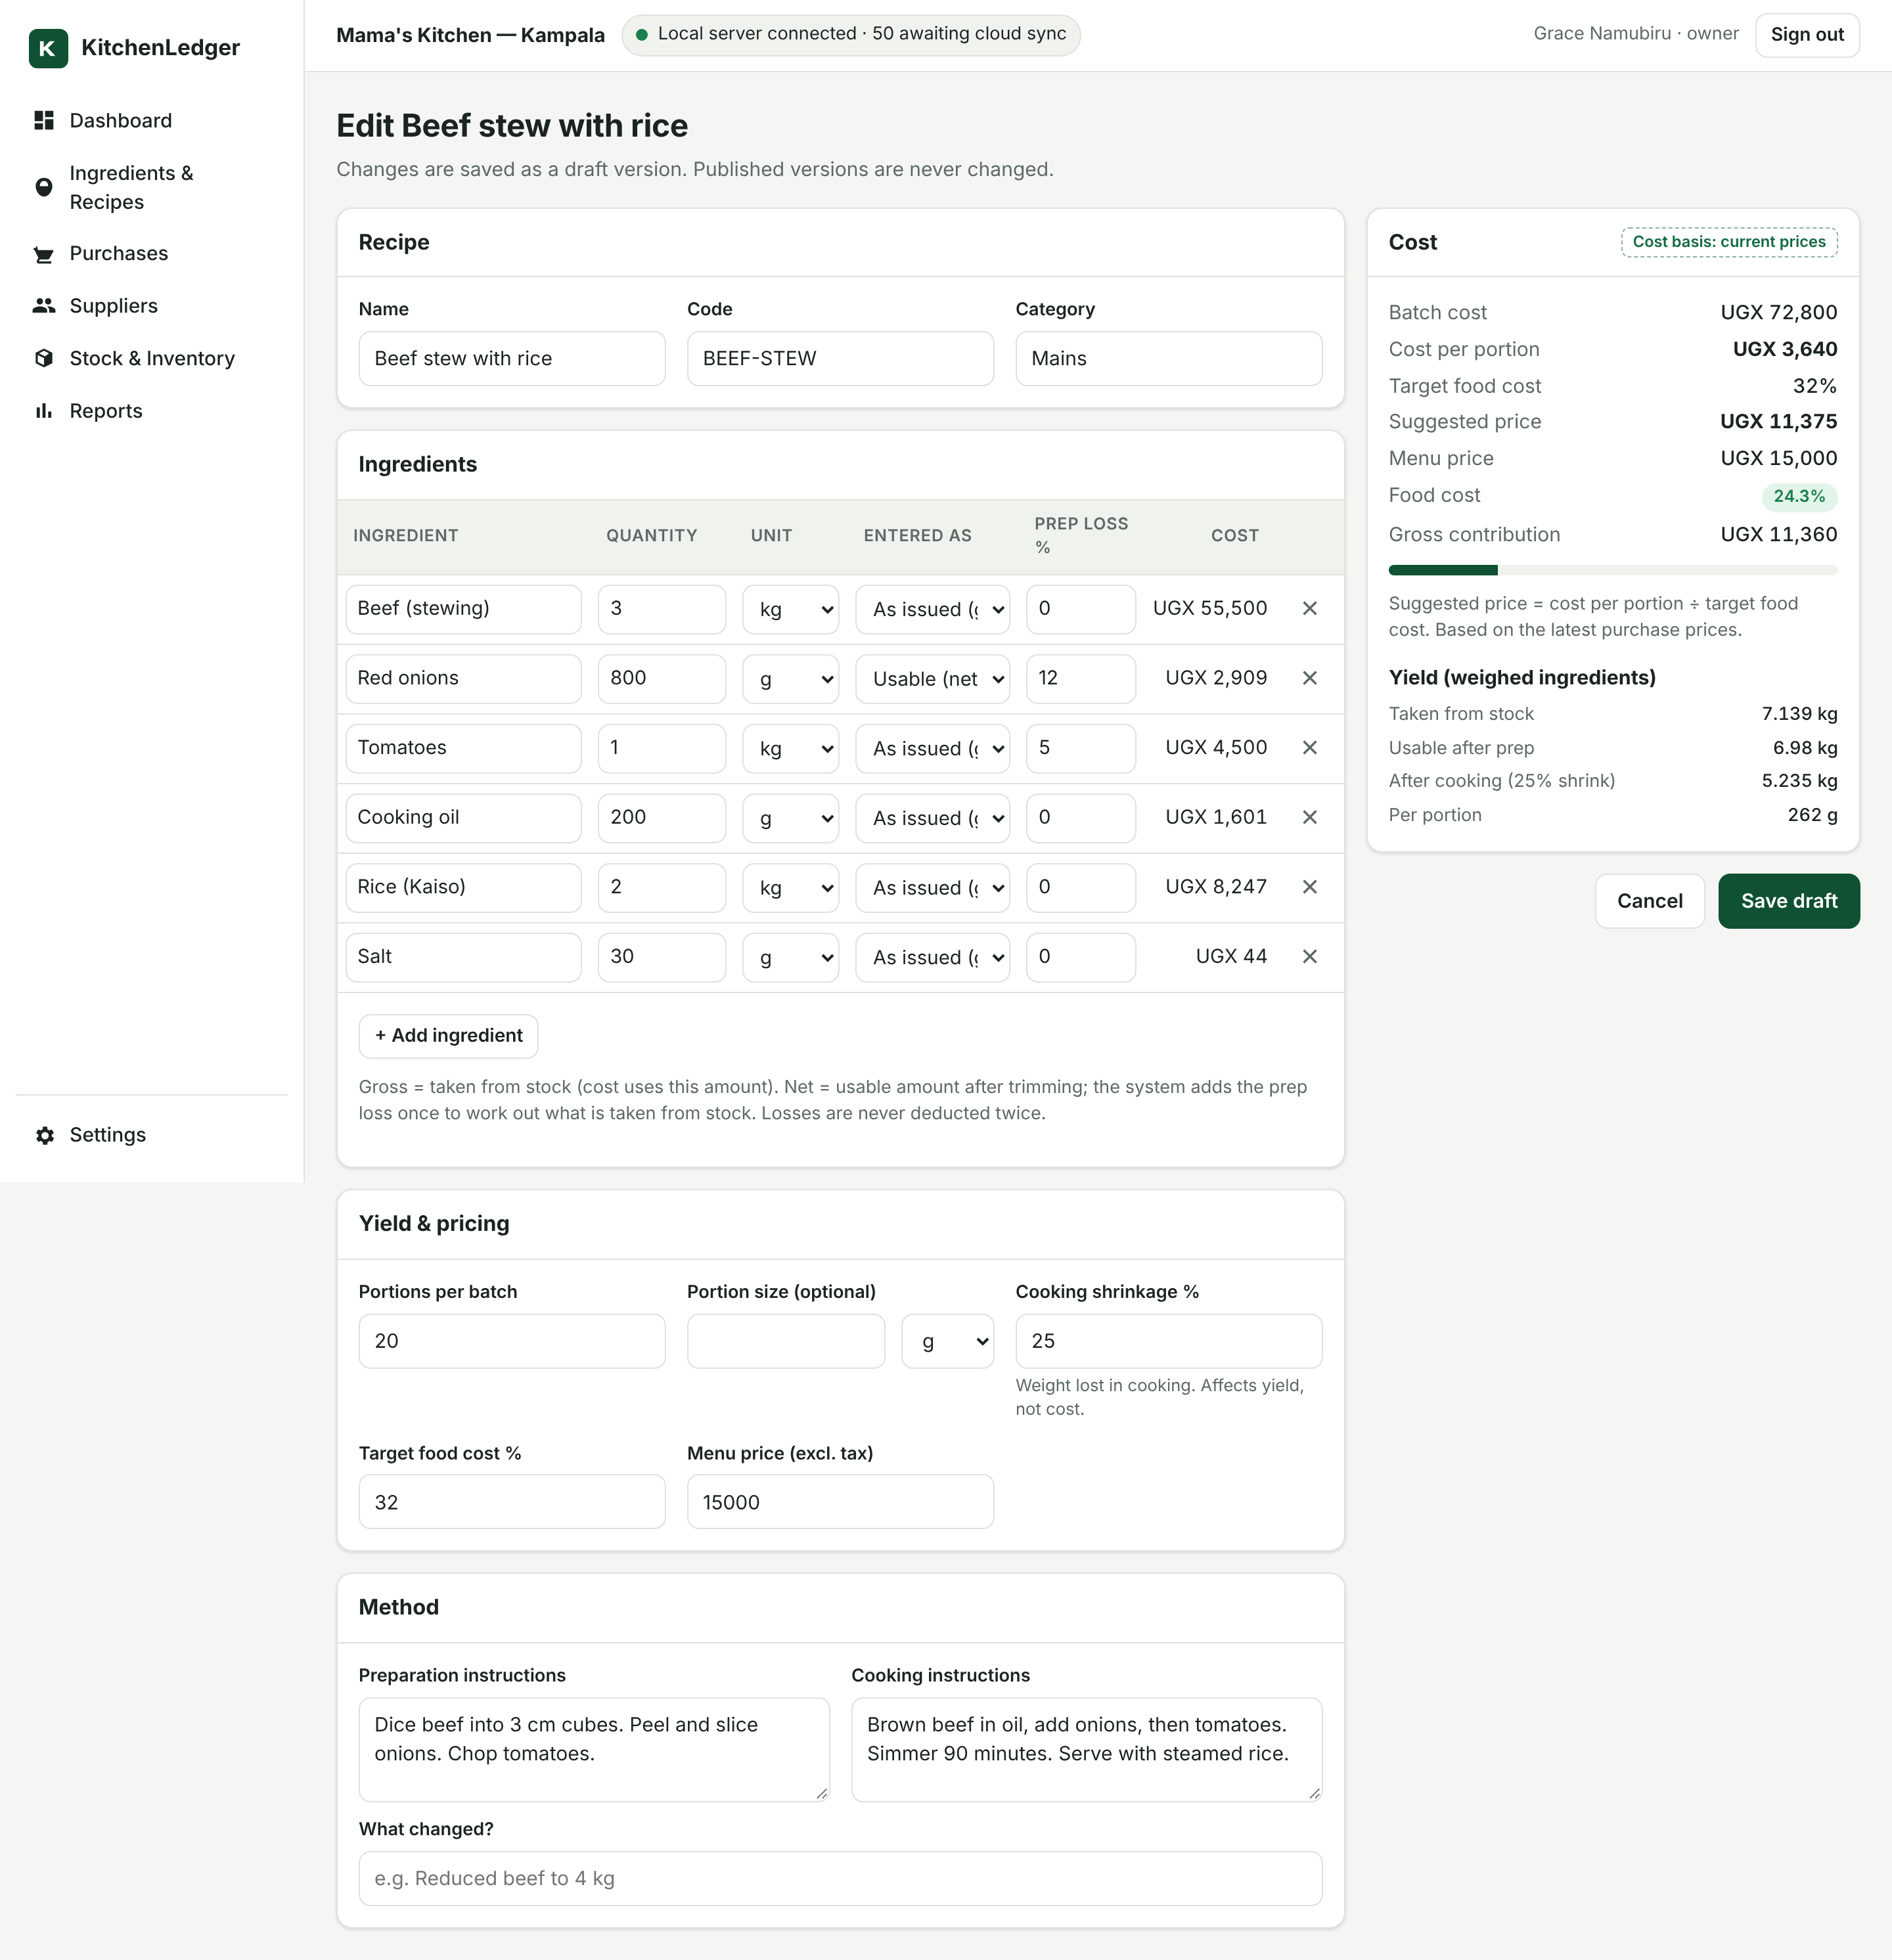 K KitchenLedger
Dashboard
Ingredients &
Recipes
Purchases
Suppliers
Stock & Inventory
Reports
Settings
Mama's Kitchen — Kampala
Local server connected · 50 awaiting cloud sync
Grace Namubiru · owner
Sign out
Edit Beef stew with rice
Changes are saved as a draft version. Published versions are never changed.
Recipe
Name Code Category
Beef stew with rice BEEF-STEW Mains
Ingredients
INGREDIENT QUANTITY UNIT ENTERED AS PREP LOSS % COST
Beef (stewing) 3 kg As issued ( 0 UGX 55,500 ✕
Red onions 800 g Usable (net 12 UGX 2,909 ✕
Tomatoes 1 kg As issued ( 5 UGX 4,500 ✕
Cooking oil 200 g As issued ( 0 UGX 1,601 ✕
Rice (Kaiso) 2 kg As issued ( 0 UGX 8,247 ✕
Salt 30 g As issued ( 0 UGX 44 ✕
+ Add ingredient
Gross = taken from stock (cost uses this amount). Net = usable amount after trimming; the system adds the prep
loss once to work out what is taken from stock. Losses are never deducted twice.
Yield & pricing
Portions per batch Portion size (optional) Cooking shrinkage %
20 g 25
Weight lost in cooking. Affects yield,
not cost.
Target food cost % Menu price (excl. tax)
32 15000
Method
Preparation instructions Cooking instructions
Dice beef into 3 cm cubes. Peel and slice
onions. Chop tomatoes.
Brown beef in oil, add onions, then tomatoes.
Simmer 90 minutes. Serve with steamed rice.
What changed?
e.g. Reduced beef to 4 kg
Cost Cost basis: current prices
Batch cost UGX 72,800
Cost per portion UGX 3,640
Target food cost 32%
Suggested price UGX 11,375
Menu price UGX 15,000
Food cost 24.3%
Gross contribution UGX 11,360
Suggested price = cost per portion ÷ target food
cost. Based on the latest purchase prices.
Yield (weighed ingredients)
Taken from stock 7.139 kg
Usable after prep 6.98 kg
After cooking (25% shrink) 5.235 kg
Per portion 262 g
Cancel Save draft